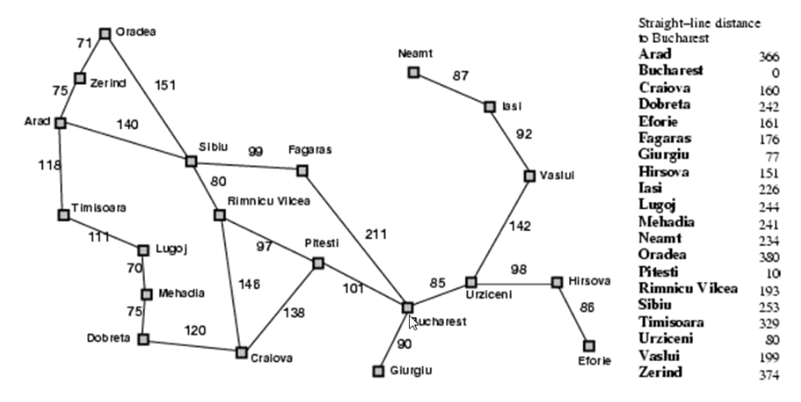 Oradea
71
Zerind
75
151
Arad
140
118
Sibiu
99
Fagaras
80
Rimnicu Vilcea
Timisoara
111
Lugoj
70
Mehadia
75
Dobreta
120
Craiova
146
97
Pitesti
138
101
211
Bucharest
90
Giurgiu
85
Urziceni
98
Hirsova
86
Eforie
142
Vaslui
92
Iasi
87
Neamt
Straight–line distance
to Bucharest
Arad 366
Bucharest 0
Craiova 160
Dobreta 242
Eforie 161
Fagaras 176
Giurgiu 77
Hirsova 151
Iasi 226
Lugoj 244
Mehadia 241
Neamt 234
Oradea 380
Pitesti 10
Rimnicu Vilcea 193
Sibiu 253
Timisoara 329
Urziceni 80
Vaslui 199
Zerind 374